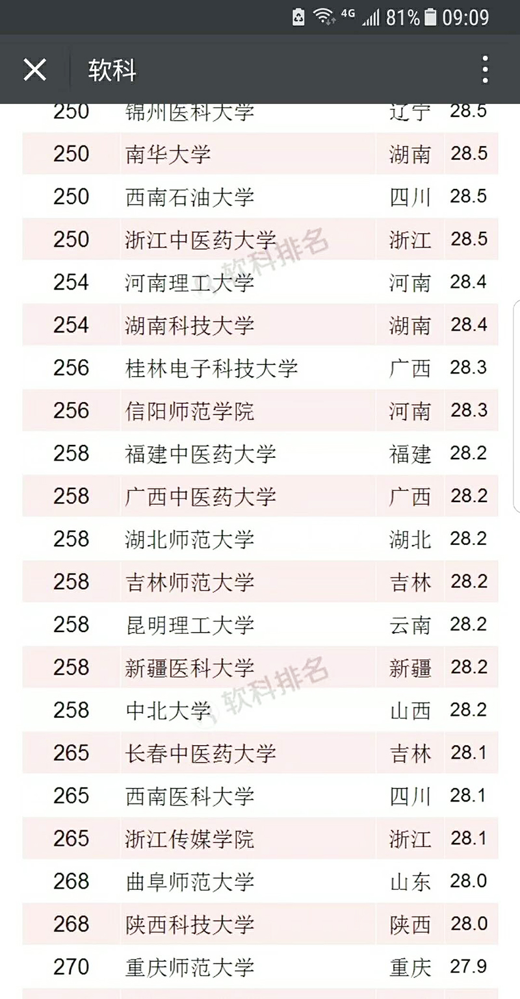 4G 81% 09:09
软科
250 锦州医科大学 辽宁 28.5
250 南华大学 湖南 28.5
250 西南石油大学 四川 28.5
250 浙江中医药大学 浙江 28.5
软科排名
254 河南理工大学 河南 28.4
254 湖南科技大学 湖南 28.4
256 桂林电子科技大学 广西 28.3
256 信阳师范学院 河南 28.3
258 福建中医药大学 福建 28.2
258 广西中医药大学 广西 28.2
258 湖北师范大学 湖北 28.2
258 吉林师范大学 吉林 28.2
258 昆明理工大学 云南 28.2
258 新疆医科大学 新疆 28.2
软科排名
258 中北大学 山西 28.2
265 长春中医药大学 吉林 28.1
265 西南医科大学 四川 28.1
265 浙江传媒学院 浙江 28.1
268 曲阜师范大学 山东 28.0
268 陕西科技大学 陕西 28.0
270 重庆师范大学 重庆 27.9